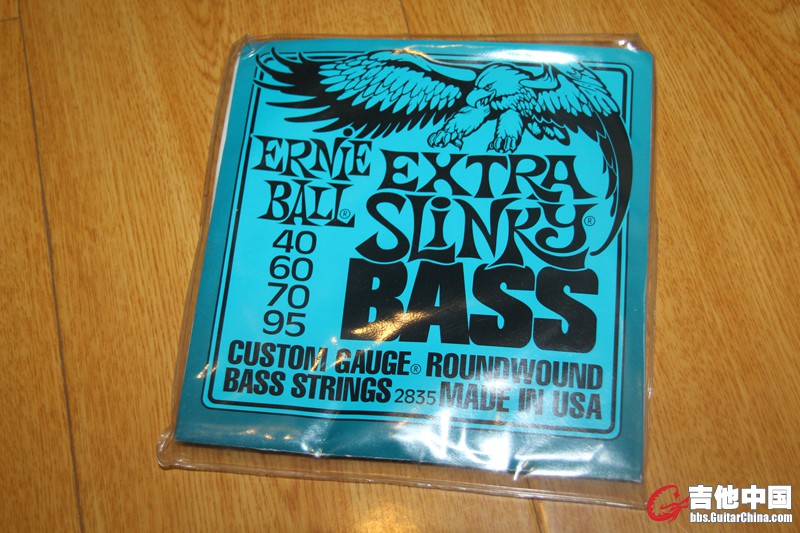 ERNIE BALL®
EXTRA SLINKY®
BASS
40
60
70
95
CUSTOM GAUGE® ROUNDWOUND
BASS STRINGS 2835 MADE IN USA
吉他中国
bbs.GuitarChina.com